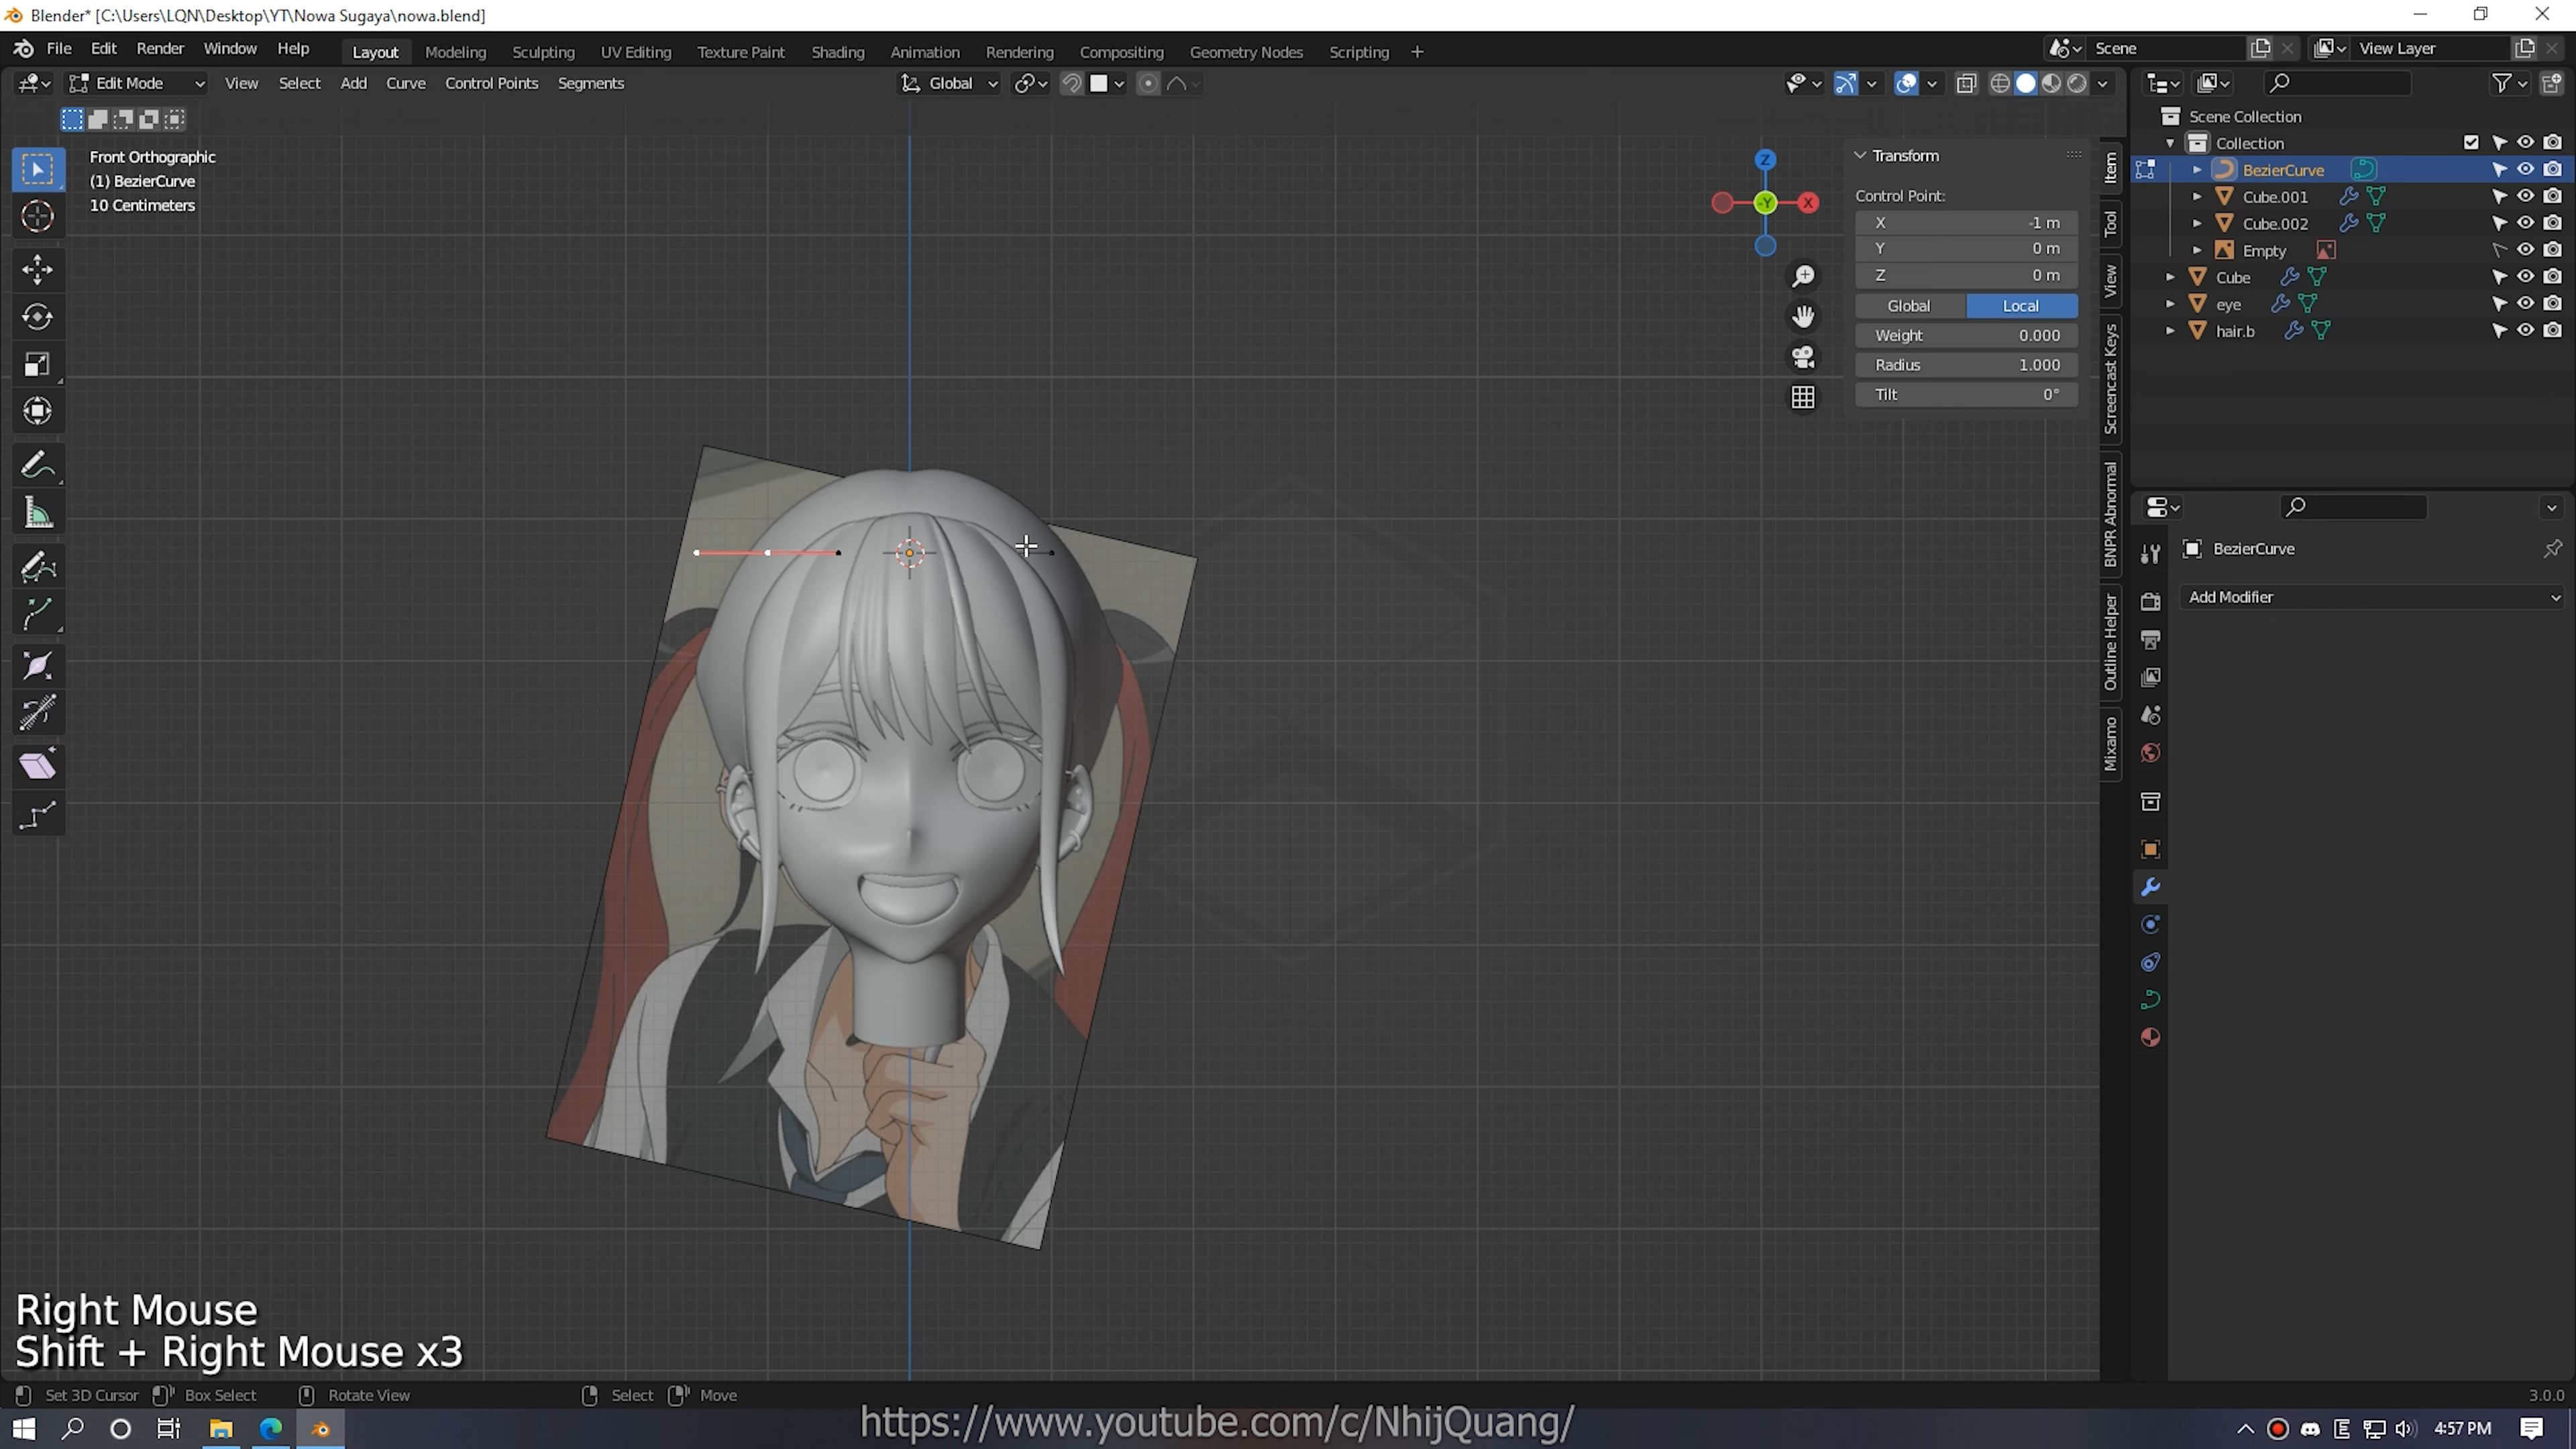 Blender* [C:\Users\LQN\Desktop\YT\Nowa Sugaya\nowa.blend]
File Edit Render Window Help Layout Modeling Sculpting UV Editing Texture Paint Shading Animation Rendering Compositing Geometry Nodes Scripting + Scene View Layer
Edit Mode View Select Add Curve Control Points Segments Global
Front Orthographic
(1) BezierCurve
10 Centimeters
Z
-Y
X
Transform
Control Point:
X -1 m
Y 0 m
Z 0 m
Global Local
Weight 0.000
Radius 1.000
Tilt 0°
Item
Tool
View
Screencast Keys
BNPR Abnormal
Outline Helper
Mixamo
Scene Collection
Collection
BezierCurve
Cube.001
Cube.002
Empty
Cube
eye
hair.b
BezierCurve
Add Modifier
Right Mouse
Shift + Right Mouse x3
Set 3D Cursor Box Select Rotate View Select Move 3.0.0
https://www.youtube.com/c/NhijQuang/
4:57 PM